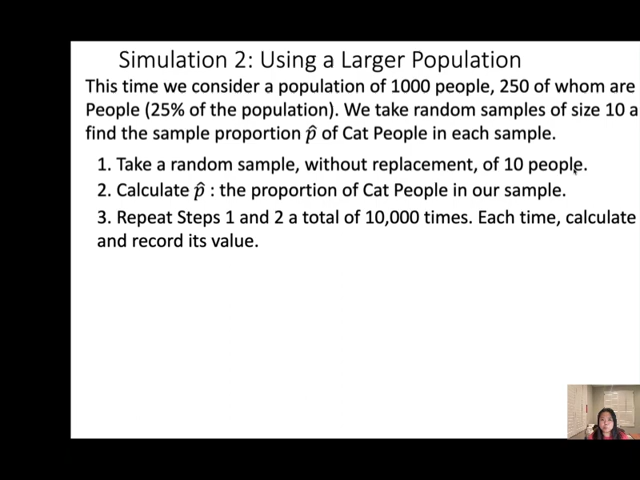 Simulation 2: Using a Larger Population
This time we consider a population of 1000 people, 250 of whom are
People (25% of the population). We take random samples of size 10 a
find the sample proportion p̂ of Cat People in each sample.
1. Take a random sample, without replacement, of 10 people.
2. Calculate p̂ : the proportion of Cat People in our sample.
3. Repeat Steps 1 and 2 a total of 10,000 times. Each time, calculate
and record its value.